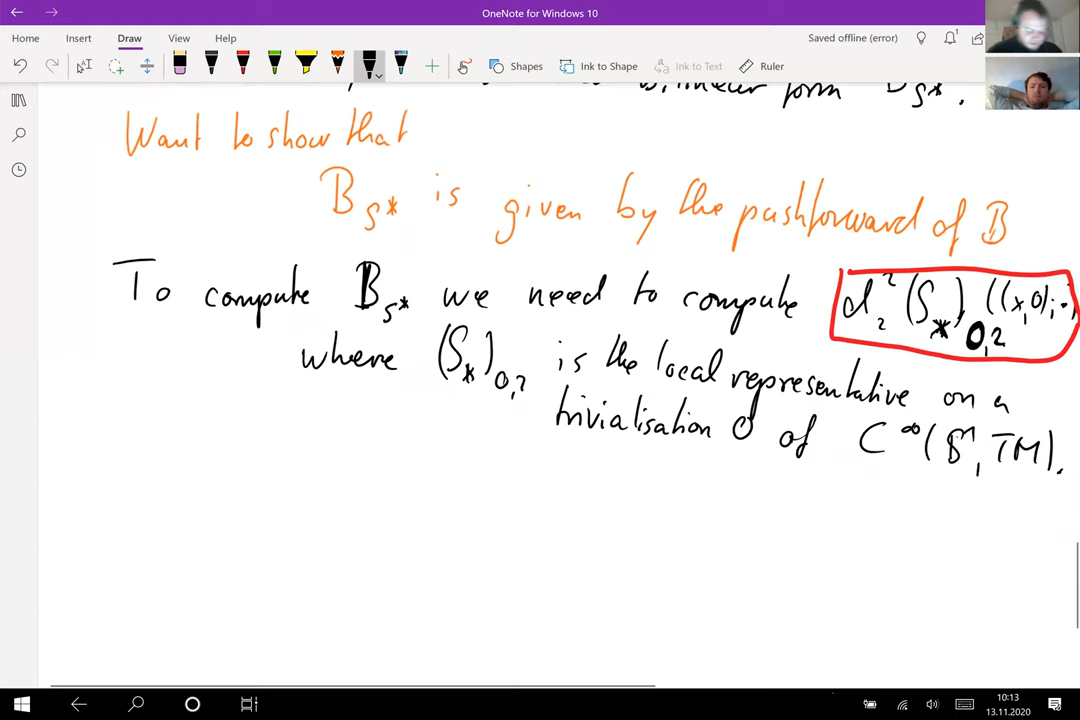 OneNote for Windows 10
Home Insert Draw View Help Saved offline (error)
Shapes Ink to Shape Ink to Text Ruler
bilinear form B_{S*}.
Want to show that
B_{S*} is given by the pushforward of B
To compute B_{S*} we need to compute d_2^2 (S_*)_{0,2} ((x,0);·)
where (S_*)_{0,2} is the local representative on a
trivialisation O of C^∞(S^1, TM).
10:13
13.11.2020